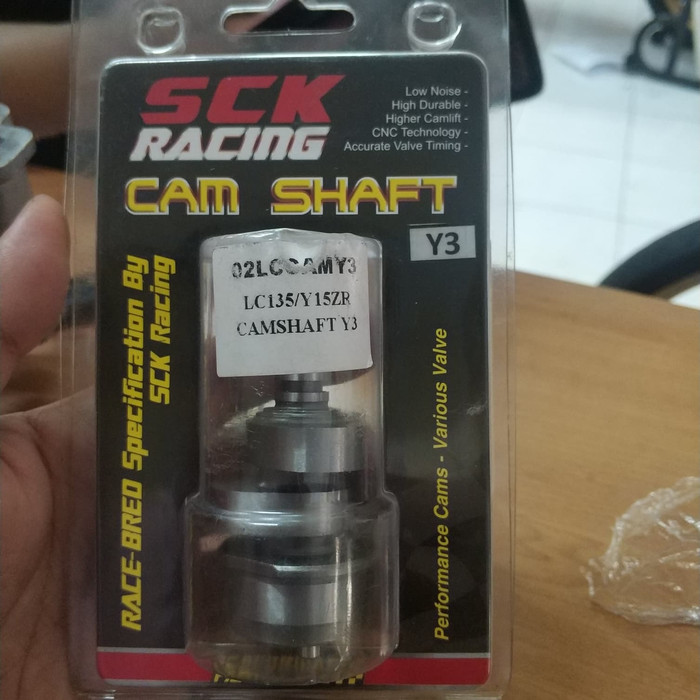 SCK
RACING
Low Noise -
High Durable -
Higher Camlift -
CNC Technology -
Accurate Valve Timing -
CAM SHAFT
Y3
02LCCAMY3
LC135/Y15ZR
CAMSHAFT Y3
RACE-BRED Specification By
SCK Racing
Performance Cams - Various Valve